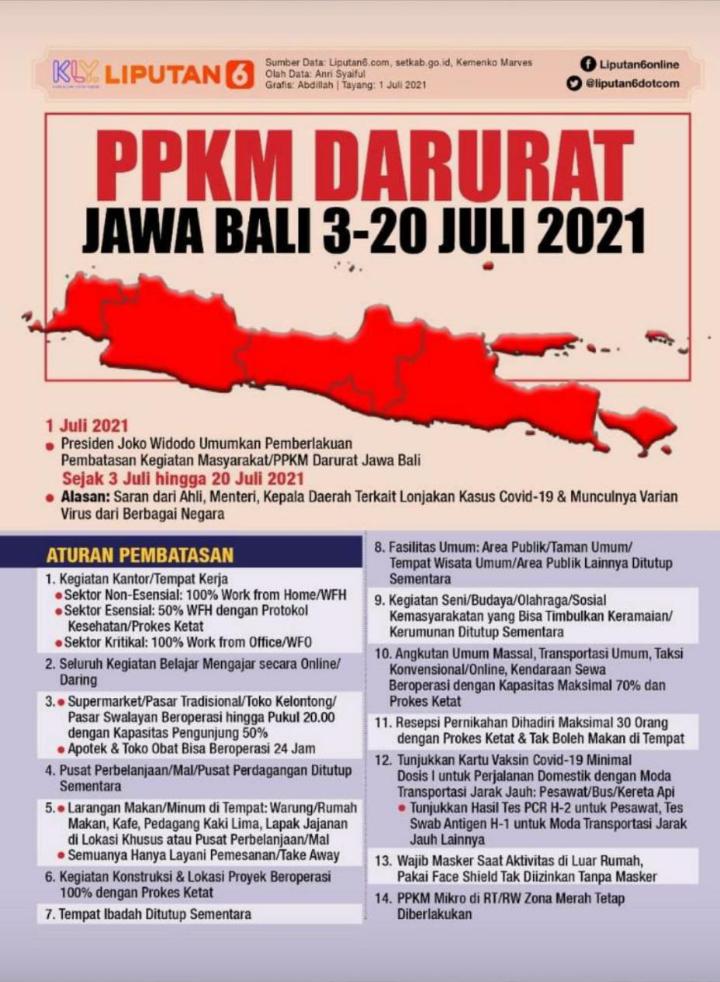 KLY LIPUTAN 6
Sumber Data: Liputan6.com, setkab.go.id, Kemenko Marves
Olah Data: Anri Syaiful
Grafis: Abdillah | Tayang: 1 Juli 2021
Liputan6online
@liputan6dotcom
PPKM DARURAT
JAWA BALI 3-20 JULI 2021
1 Juli 2021
• Presiden Joko Widodo Umumkan Pemberlakuan
Pembatasan Kegiatan Masyarakat/PPKM Darurat Jawa Bali
Sejak 3 Juli hingga 20 Juli 2021
• Alasan: Saran dari Ahli, Menteri, Kepala Daerah Terkait Lonjakan Kasus Covid-19 & Munculnya Varian
Virus dari Berbagai Negara
ATURAN PEMBATASAN
1. Kegiatan Kantor/Tempat Kerja
• Sektor Non-Esensial: 100% Work from Home/WFH
• Sektor Esensial: 50% WFH dengan Protokol
Kesehatan/Prokes Ketat
• Sektor Kritikal: 100% Work from Office/WFO
2. Seluruh Kegiatan Belajar Mengajar secara Online/
Daring
3. • Supermarket/Pasar Tradisional/Toko Kelontong/
Pasar Swalayan Beroperasi hingga Pukul 20.00
dengan Kapasitas Pengunjung 50%
• Apotek & Toko Obat Bisa Beroperasi 24 Jam
4. Pusat Perbelanjaan/Mal/Pusat Perdagangan Ditutup
Sementara
5. • Larangan Makan/Minum di Tempat: Warung/Rumah
Makan, Kafe, Pedagang Kaki Lima, Lapak Jajanan
di Lokasi Khusus atau Pusat Perbelanjaan/Mal
• Semuanya Hanya Layani Pemesanan/Take Away
6. Kegiatan Konstruksi & Lokasi Proyek Beroperasi
100% dengan Prokes Ketat
7. Tempat Ibadah Ditutup Sementara
8. Fasilitas Umum: Area Publik/Taman Umum/
Tempat Wisata Umum/Area Publik Lainnya Ditutup
Sementara
9. Kegiatan Seni/Budaya/Olahraga/Sosial
Kemasyarakatan yang Bisa Timbulkan Keramaian/
Kerumunan Ditutup Sementara
10. Angkutan Umum Massal, Transportasi Umum, Taksi
Konvensional/Online, Kendaraan Sewa
Beroperasi dengan Kapasitas Maksimal 70% dan
Prokes Ketat
11. Resepsi Pernikahan Dihadiri Maksimal 30 Orang
dengan Prokes Ketat & Tak Boleh Makan di Tempat
12. Tunjukkan Kartu Vaksin Covid-19 Minimal
Dosis I untuk Perjalanan Domestik dengan Moda
Transportasi Jarak Jauh: Pesawat/Bus/Kereta Api
• Tunjukkan Hasil Tes PCR H-2 untuk Pesawat, Tes
Swab Antigen H-1 untuk Moda Transportasi Jarak
Jauh Lainnya
13. Wajib Masker Saat Aktivitas di Luar Rumah,
Pakai Face Shield Tak Diizinkan Tanpa Masker
14. PPKM Mikro di RT/RW Zona Merah Tetap
Diberlakukan